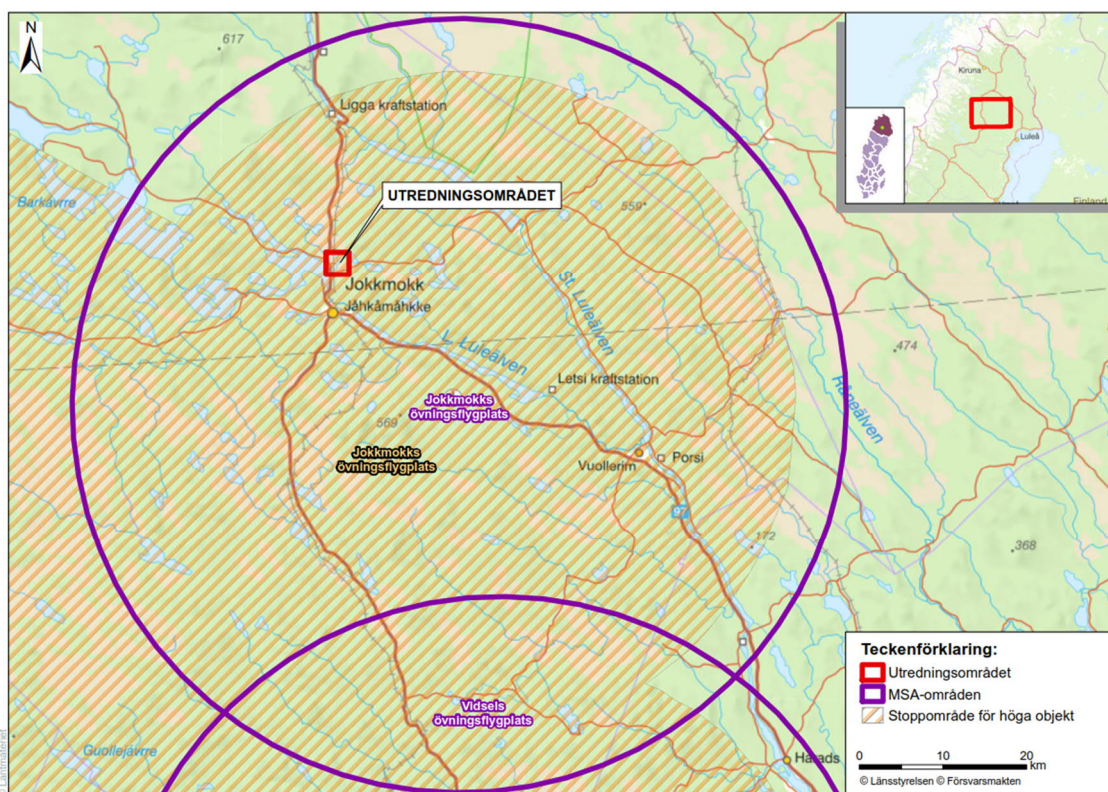 N
617
Ligga kraftstation
Kiruna
Luleå
Finland
UTREDNINGSOMRÅDET
Barkávrre
559
Jokkmokk
Jåhkåmåhkke
St. Luleälven
L. Luleälven
474
Råneälven
Letsi kraftstation
Jokkmokks
övningsflygplats
569
Jokkmokks
övningsflygplats
Vuollerim
Porsi
97
172
368
Vidsels
övningsflygplats
Guollejávrre
Harads
Teckenförklaring:
Utredningsområdet
MSA-områden
Stoppområde för höga objekt
0 10 20
km
© Länsstyrelsen © Försvarsmakten
© Lantmäteriet